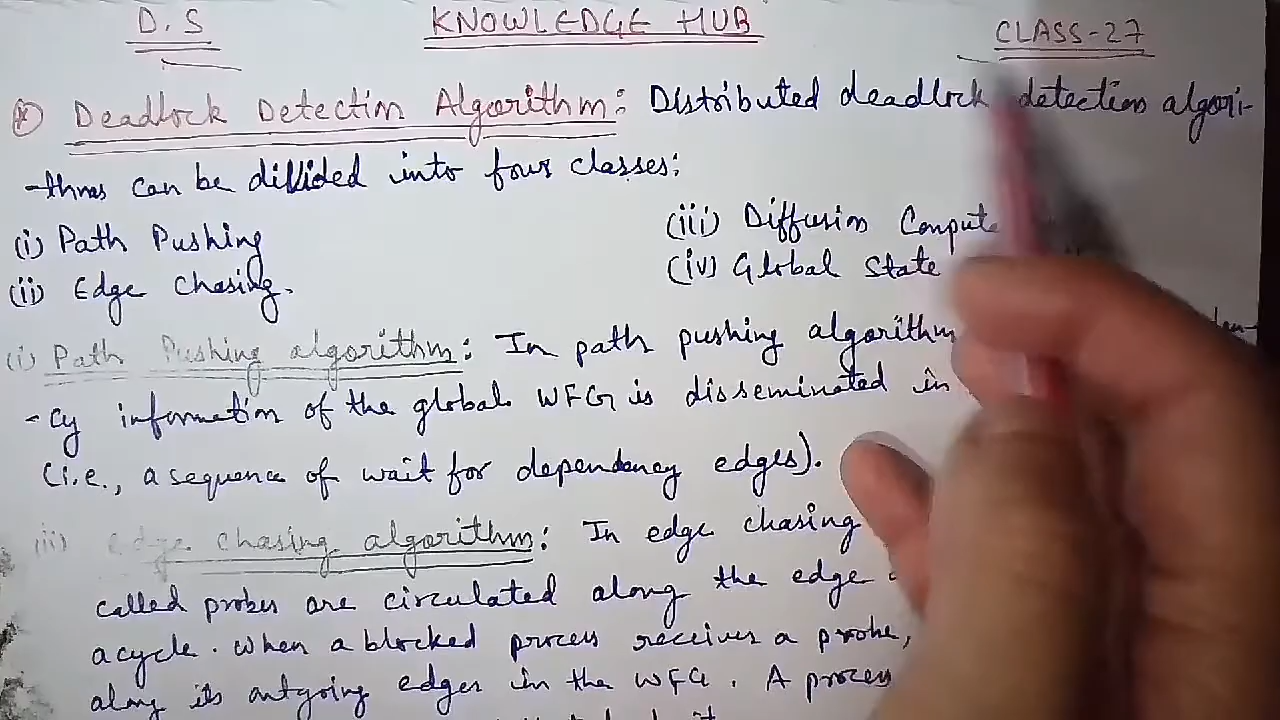 D.S KNOWLEDGE HUB CLASS-27
Deadlock Detection Algorithm: Distributed deadlock detection algori-
-thms can be divided into four classes:
(i) Path Pushing
(ii) Edge Chasing.
(iii) Diffusion Compute
(iv) Global State
(i) Path Pushing algorithm: In path pushing algorithm
-cy information of the global WFG is disseminated in
(i.e., a sequence of wait for dependency edges).
(ii) Edge chasing algorithm: In edge chasing
called probes are circulated along the edge
a cycle. When a blocked process receives a probe,
along its outgoing edges in the WFG. A process